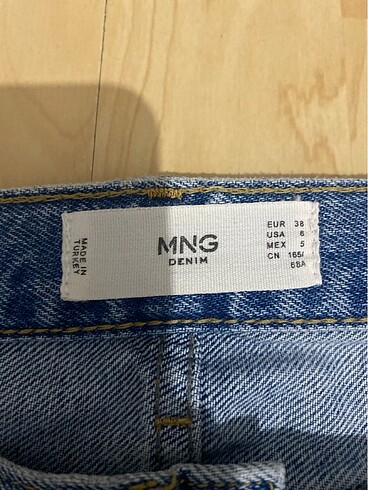 MADE IN
TURKEY
MNG
DENIM
EUR 38
USA 6
MEX 5
CN 165/
68A